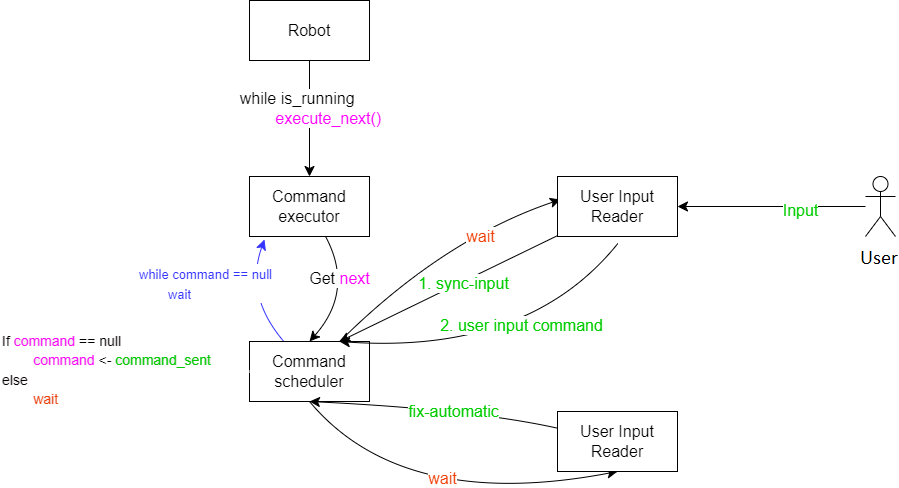 Robot
while is_running
execute_next()
Command
executor
User Input
Reader
Input
User
wait
while command == null
wait
Get next
1. sync-input
2. user input command
If command == null
command <- command_sent
else
wait
Command
scheduler
fix-automatic
User Input
Reader
wait